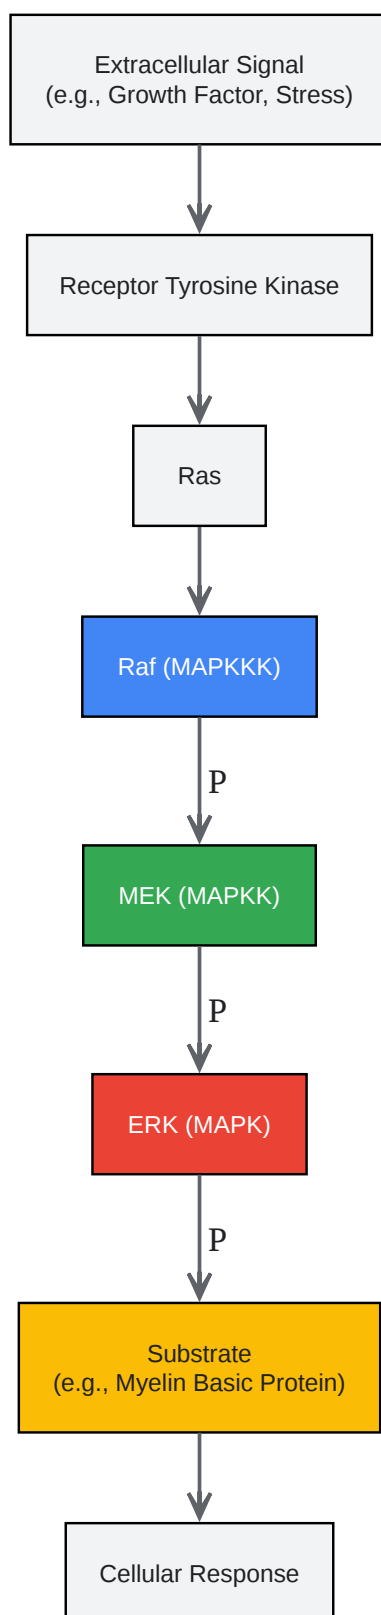 Extracellular Signal
(e.g., Growth Factor, Stress)
Receptor Tyrosine Kinase
Ras
Raf (MAPKKK)
P
MEK (MAPKK)
P
ERK (MAPK)
P
Substrate
(e.g., Myelin Basic Protein)
Cellular Response